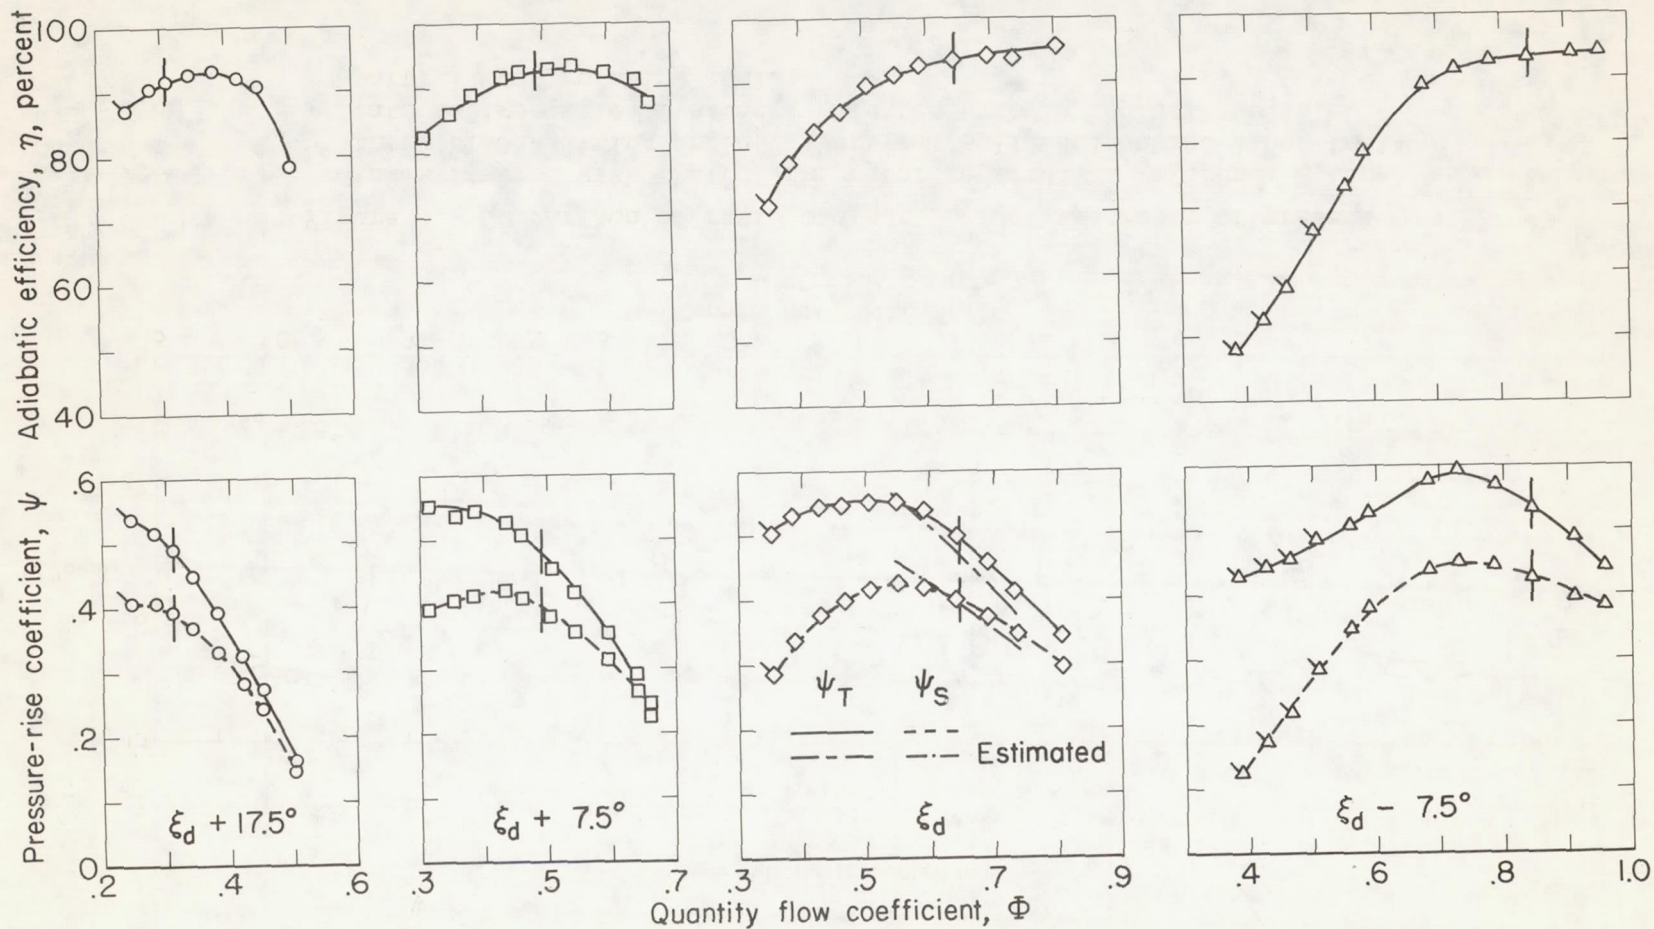 Adiabatic efficiency, η, percent
100
80
60
40
Pressure-rise coefficient, ψ
.6
.4
.2
0
ψT ψS
Estimated
ξd + 17.5° ξd + 7.5° ξd ξd − 7.5°
.2 .4 .6 .3 .5 .7 .3 .5 .7 .9 .4 .6 .8 1.0
Quantity flow coefficient, Φ